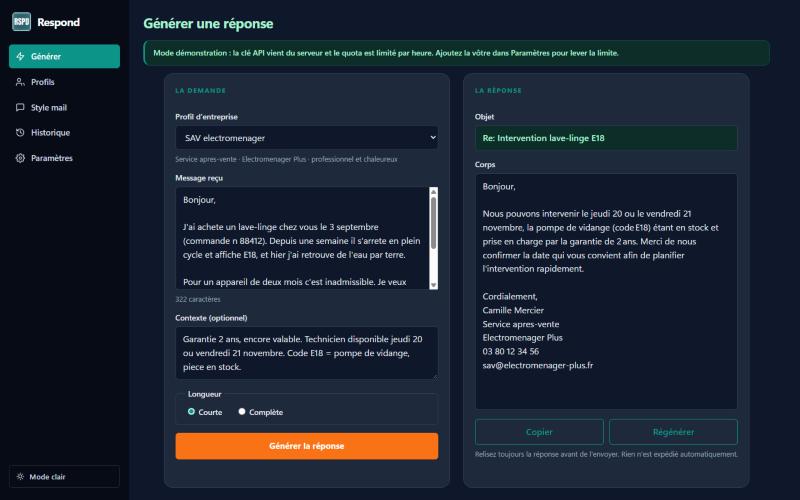 RSPD Respond
Générer
Profils
Style mail
Historique
Paramètres
Mode clair
Générer une réponse
Mode démonstration : la clé API vient du serveur et le quota est limité par heure. Ajoutez la vôtre dans Paramètres pour lever la limite.
LA DEMANDE
Profil d'entreprise
SAV electromenager
Service apres-vente · Electromenager Plus · professionnel et chaleureux
Message reçu
Bonjour,
J'ai achete un lave-linge chez vous le 3 septembre
(commande n 88412). Depuis une semaine il s'arrete en plein
cycle et affiche E18, et hier j'ai retrouve de l'eau par terre.
Pour un appareil de deux mois c'est inadmissible. Je veux
322 caractères
Contexte (optionnel)
Garantie 2 ans, encore valable. Technicien disponible jeudi 20
ou vendredi 21 novembre. Code E18 = pompe de vidange,
piece en stock.
Longueur
Courte
Complète
Générer la réponse
LA RÉPONSE
Objet
Re: Intervention lave-linge E18
Corps
Bonjour,
Nous pouvons intervenir le jeudi 20 ou le vendredi 21
novembre, la pompe de vidange (code E18) étant en stock et
prise en charge par la garantie de 2 ans. Merci de nous
confirmer la date qui vous convient afin de planifier
l'intervention rapidement.
Cordialement,
Camille Mercier
Service apres-vente
Electromenager Plus
03 80 12 34 56
sav@electromenager-plus.fr
Copier
Régénérer
Relisez toujours la réponse avant de l'envoyer. Rien n'est expédié automatiquement.